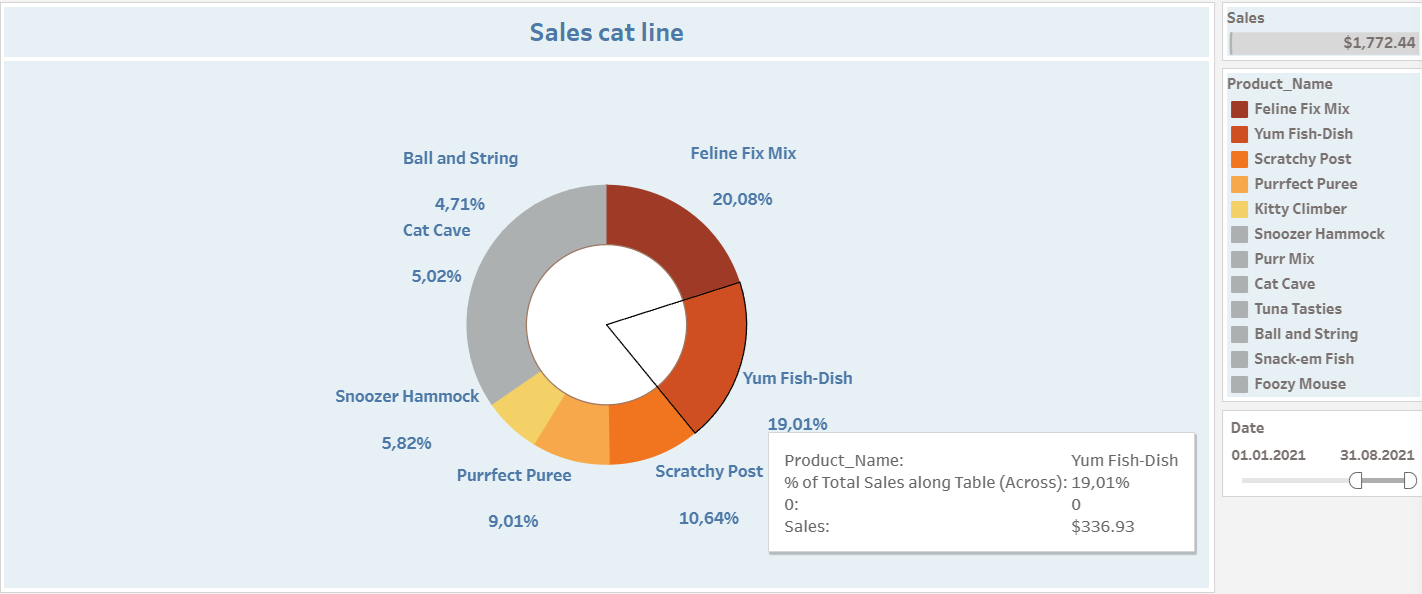 Sales cat line
Ball and String
4,71%
Cat Cave
5,02%
Feline Fix Mix
20,08%
Snoozer Hammock
5,82%
Purrfect Puree
9,01%
Scratchy Post
10,64%
Yum Fish-Dish
19,01%
Product_Name: Yum Fish-Dish
% of Total Sales along Table (Across): 19,01%
0: 0
Sales: $336.93
Sales
$1,772.44
Product_Name
Feline Fix Mix
Yum Fish-Dish
Scratchy Post
Purrfect Puree
Kitty Climber
Snoozer Hammock
Purr Mix
Cat Cave
Tuna Tasties
Ball and String
Snack-em Fish
Foozy Mouse
Date
01.01.2021 31.08.2021